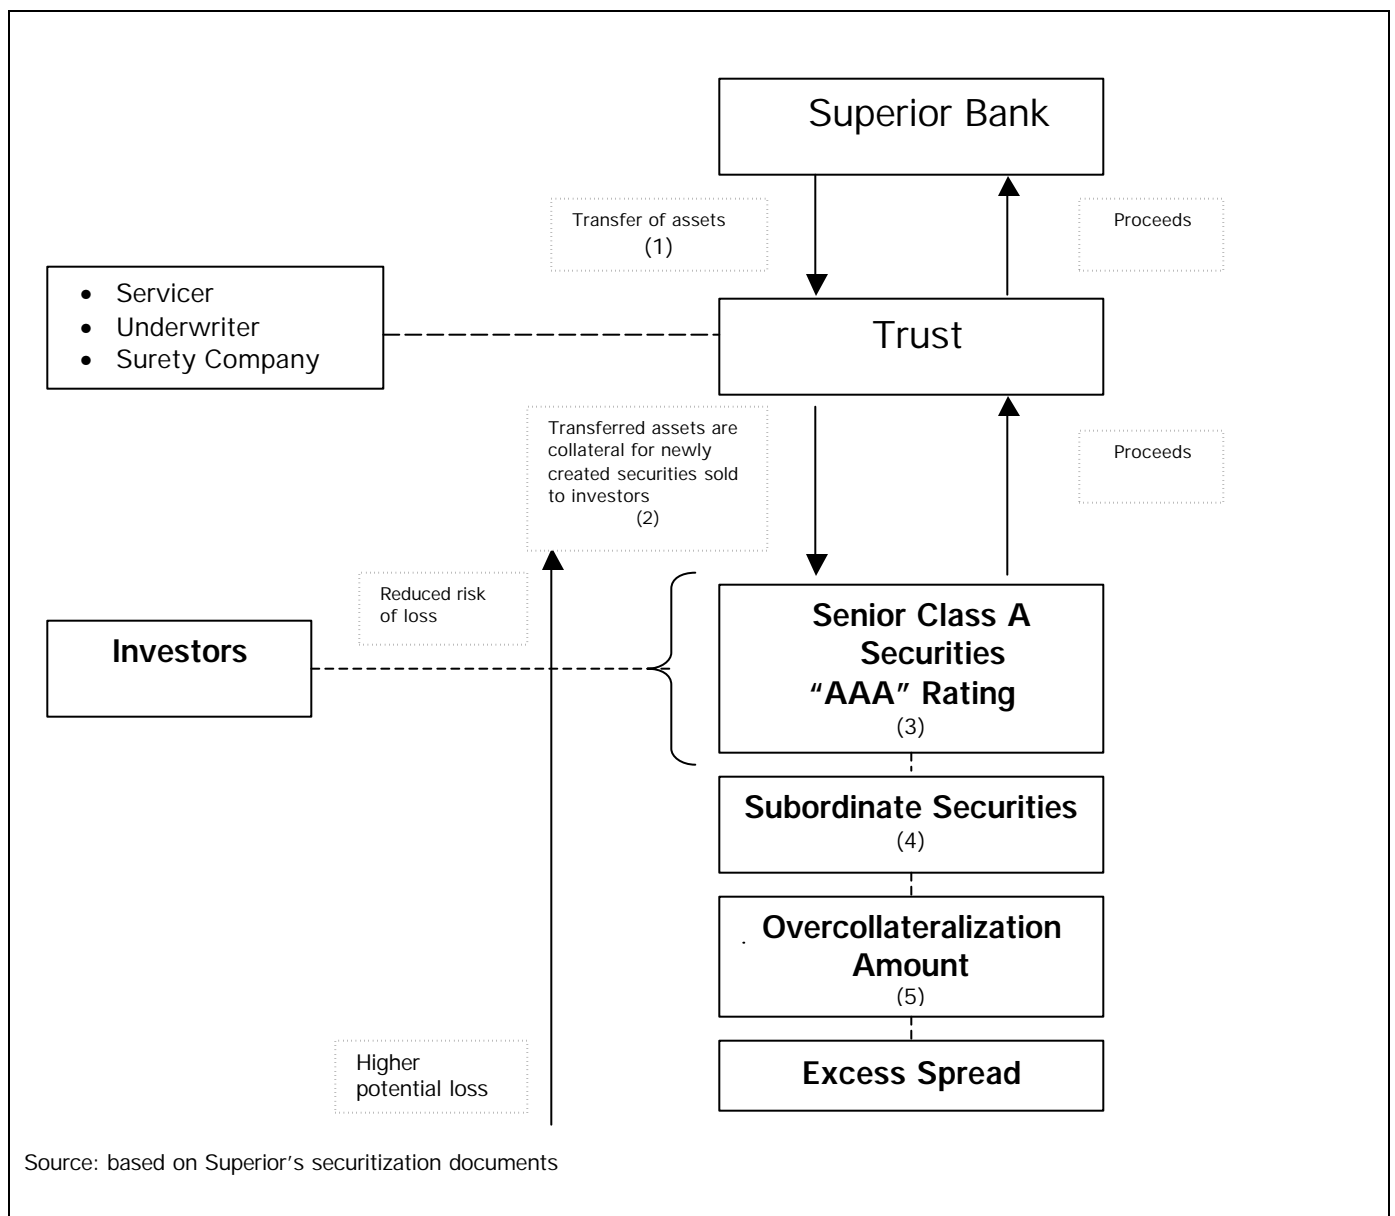 Superior Bank
Transfer of assets
(1)
Proceeds
• Servicer
• Underwriter
• Surety Company
Trust
Transferred assets are
collateral for newly
created securities sold
to investors
(2)
Proceeds
Reduced risk
of loss
Investors
Senior Class A
Securities
“AAA” Rating
(3)
Subordinate Securities
(4)
Overcollateralization
Amount
(5)
Higher
potential loss
Excess Spread
Source: based on Superior’s securitization documents